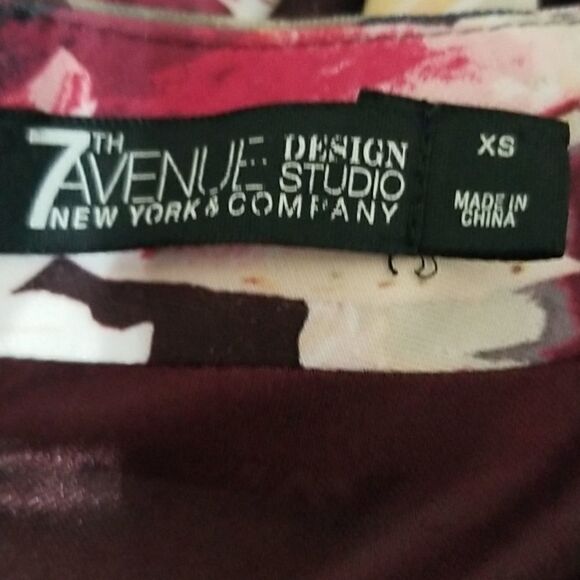 7TH AVENUE DESIGN STUDIO
NEW YORK & COMPANY
XS
MADE IN
CHINA